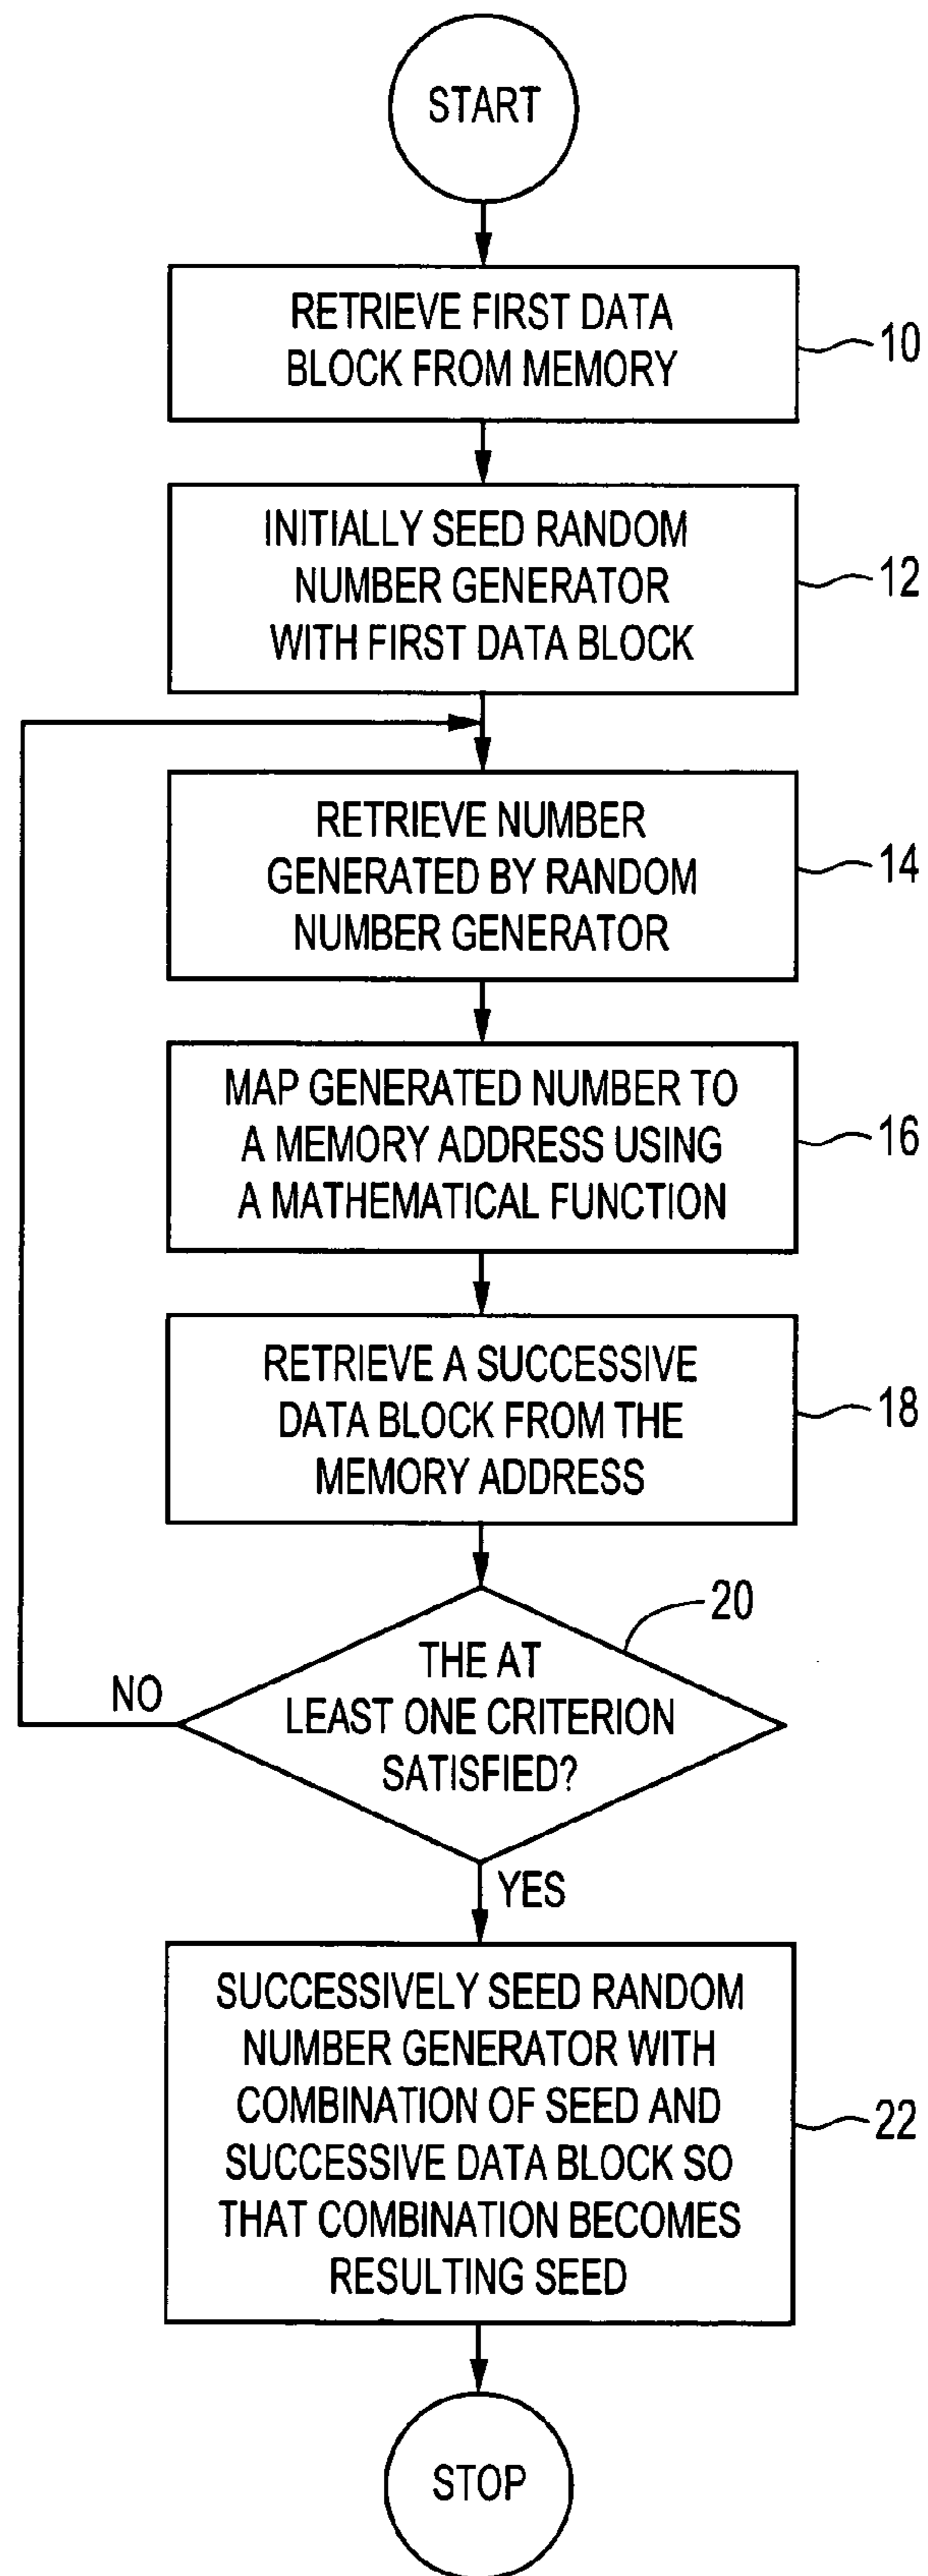 START
RETRIEVE FIRST DATA
BLOCK FROM MEMORY
10
INITIALLY SEED RANDOM
NUMBER GENERATOR
WITH FIRST DATA BLOCK
12
RETRIEVE NUMBER
GENERATED BY RANDOM
NUMBER GENERATOR
14
MAP GENERATED NUMBER TO
A MEMORY ADDRESS USING
A MATHEMATICAL FUNCTION
16
RETRIEVE A SUCCESSIVE
DATA BLOCK FROM THE
MEMORY ADDRESS
18
20
THE AT
LEAST ONE CRITERION
SATISFIED?
NO
YES
SUCCESSIVELY SEED RANDOM
NUMBER GENERATOR WITH
COMBINATION OF SEED AND
SUCCESSIVE DATA BLOCK SO
THAT COMBINATION BECOMES
RESULTING SEED
22
STOP